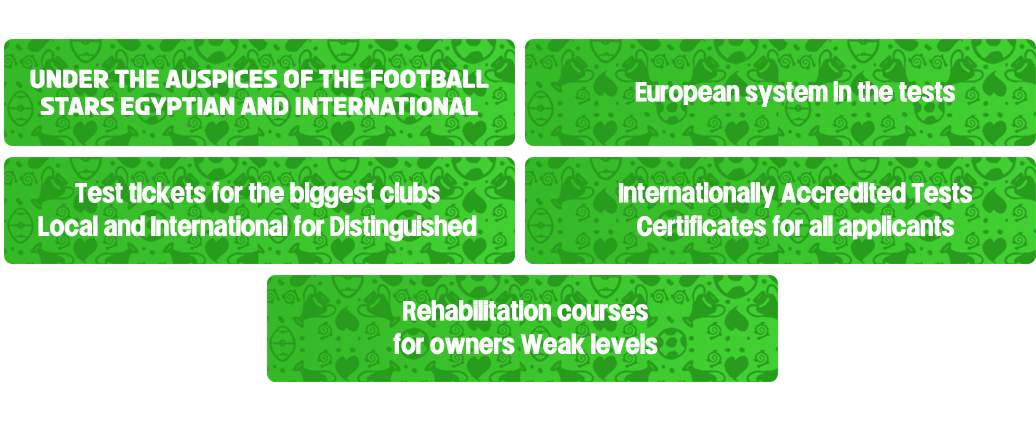 UNDER THE AUSPICES OF THE FOOTBALL
STARS EGYPTIAN AND INTERNATIONAL
European system in the tests
Test tickets for the biggest clubs
Local and International for Distinguished
Internationally Accredited Tests
Certificates for all applicants
Rehabilitation courses
for owners Weak levels